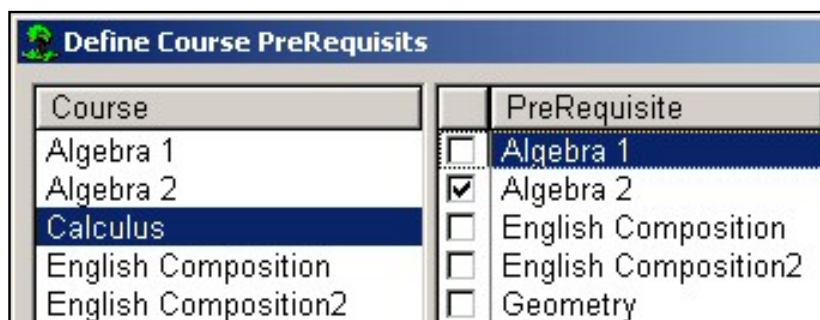 Define Course PreRequisits
Course
Algebra 1
Algebra 2
Calculus
English Composition
English Composition2
PreRequisite
Algebra 1
Algebra 2
English Composition
English Composition2
Geometry